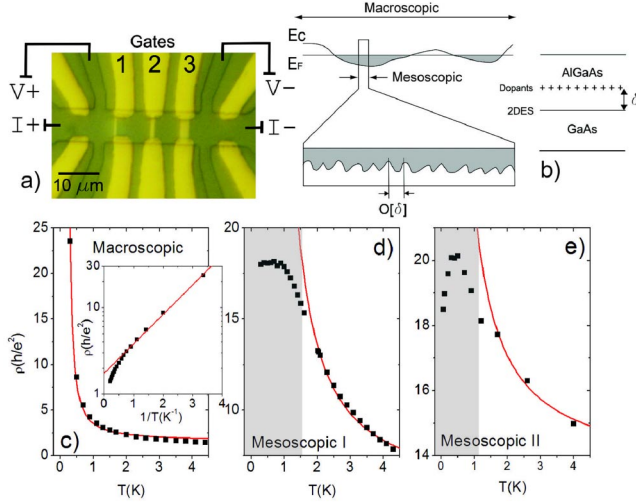 Macroscopic
Gates
1 2 3
V+
V−
I+
I−
a)
10 μm
Ec
EF
Mesoscopic
O[δ]
AlGaAs
Dopants
2DES
δ
GaAs
b)
Macroscopic
ρ(h/e²)
25
20
15
10
5
0
0 1 2 3 4
T(K)
c)
ρ(h/e²)
30
10
1
0 1 2 3 4
1/T(K⁻¹)
d)
20
15
10
0 1 2 3 4
T(K)
Mesoscopic I
e)
21
20
18
16
14
0 1 2 3 4
T(K)
Mesoscopic II